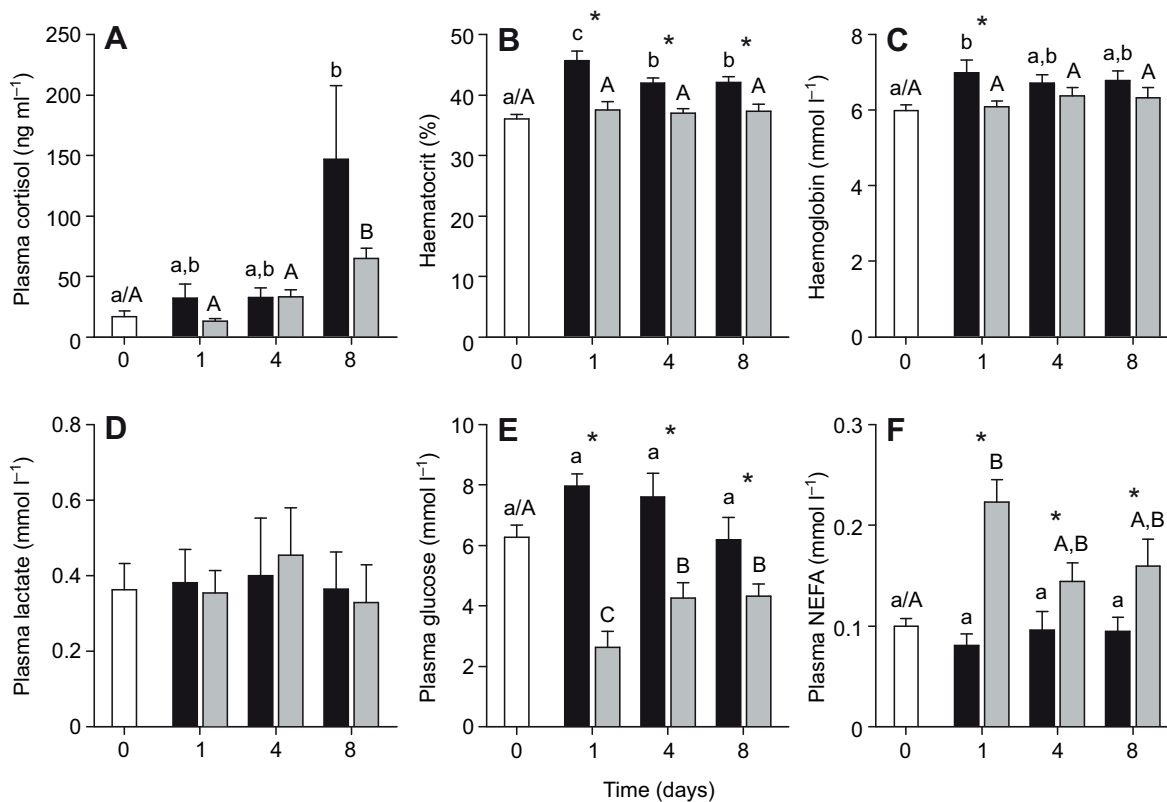 A
Plasma cortisol (ng ml−1)
250
200
150
100
50
0
a/A
a,b
A
a,b
A
b
B
0 1 4 8
B
Haematocrit (%)
50
40
30
20
10
0
a/A
c
*
A
b
*
A
b
*
A
0 1 4 8
C
Haemoglobin (mmol l−1)
8
6
4
2
0
a/A
b
*
A
a,b
A
a,b
A
0 1 4 8
D
Plasma lactate (mmol l−1)
0.8
0.6
0.4
0.2
0
0 1 4 8
E
Plasma glucose (mmol l−1)
10
8
6
4
2
0
a/A
a
*
C
a
*
B
a
*
B
0 1 4 8
F
Plasma NEFA (mmol l−1)
0.3
0.2
0.1
0
a/A
a
*
B
a
*
A,B
a
*
A,B
0 1 4 8
Time (days)